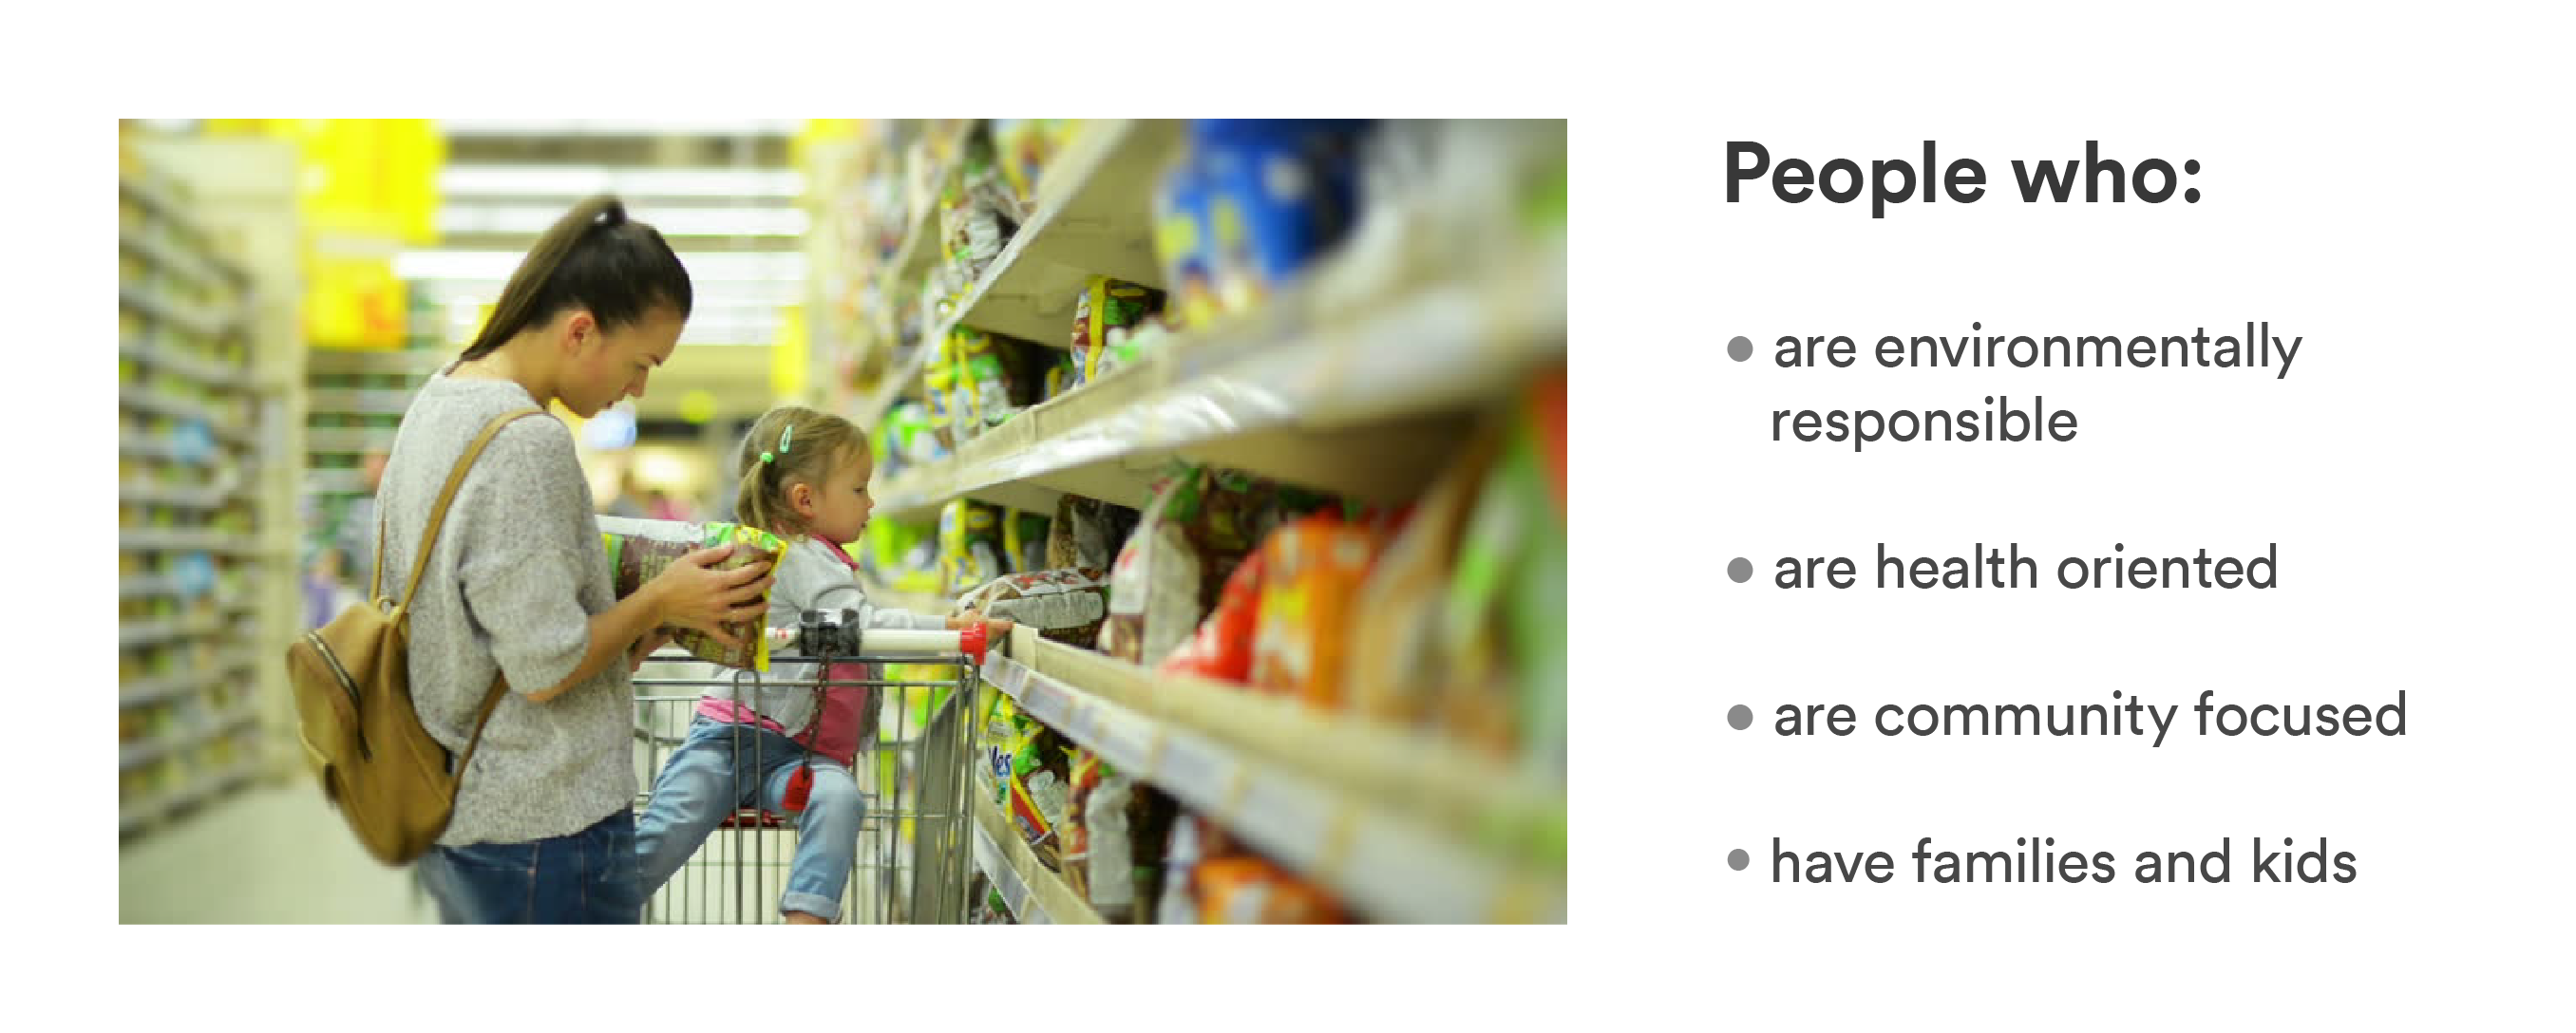 People who:
are environmentally
responsible
are health oriented
are community focused
have families and kids